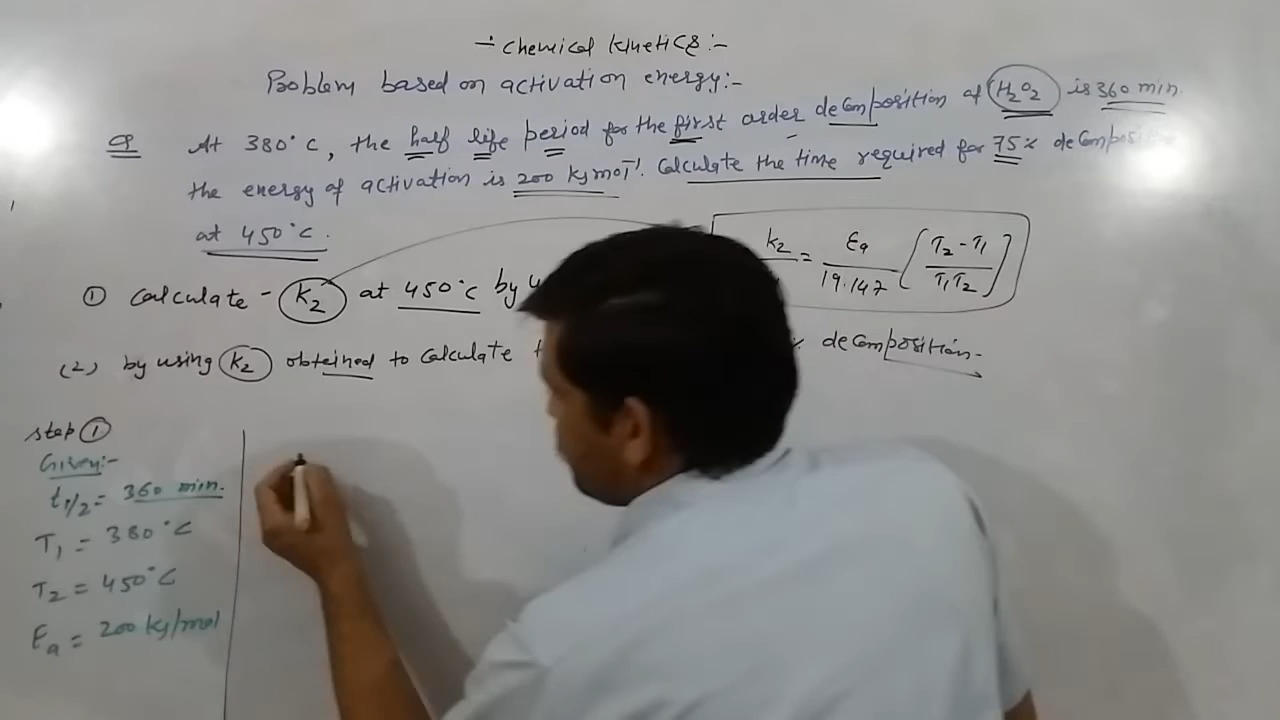 -: Chemical Kinetics:-
Problem based on activation energy:-
Q At 380°C, the half life period for the first order decomposition of H2O2 is 360 min.
the energy of activation is 200 kJ mol-1. Calculate the time required for 75%
at 450°C.
k2 = Ea / 19.147 [T2 - T1 / T1T2]
① Calculate - k2 at 450°C by
(2) by using k2 obtained to calculate decomposition.
step ①
Given:-
t1/2 = 360 min.
T1 = 380°C
T2 = 450°C
Ea = 200 kJ/mol